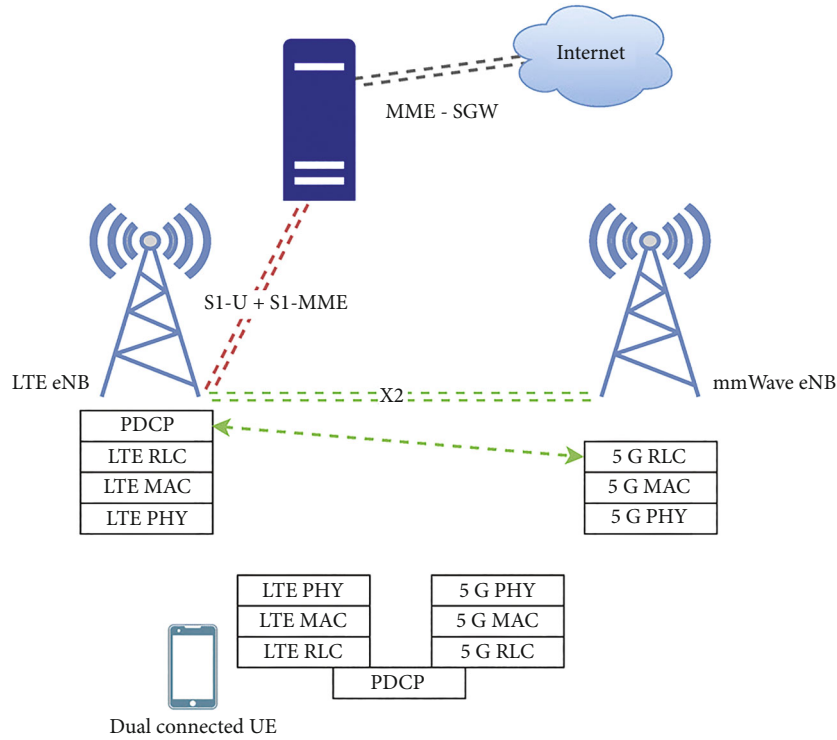 Internet
MME - SGW
S1-U + S1-MME
LTE eNB
X2
mmWave eNB
PDCP
LTE RLC
LTE MAC
LTE PHY
5 G RLC
5 G MAC
5 G PHY
LTE PHY
LTE MAC
LTE RLC
5 G PHY
5 G MAC
5 G RLC
PDCP
Dual connected UE